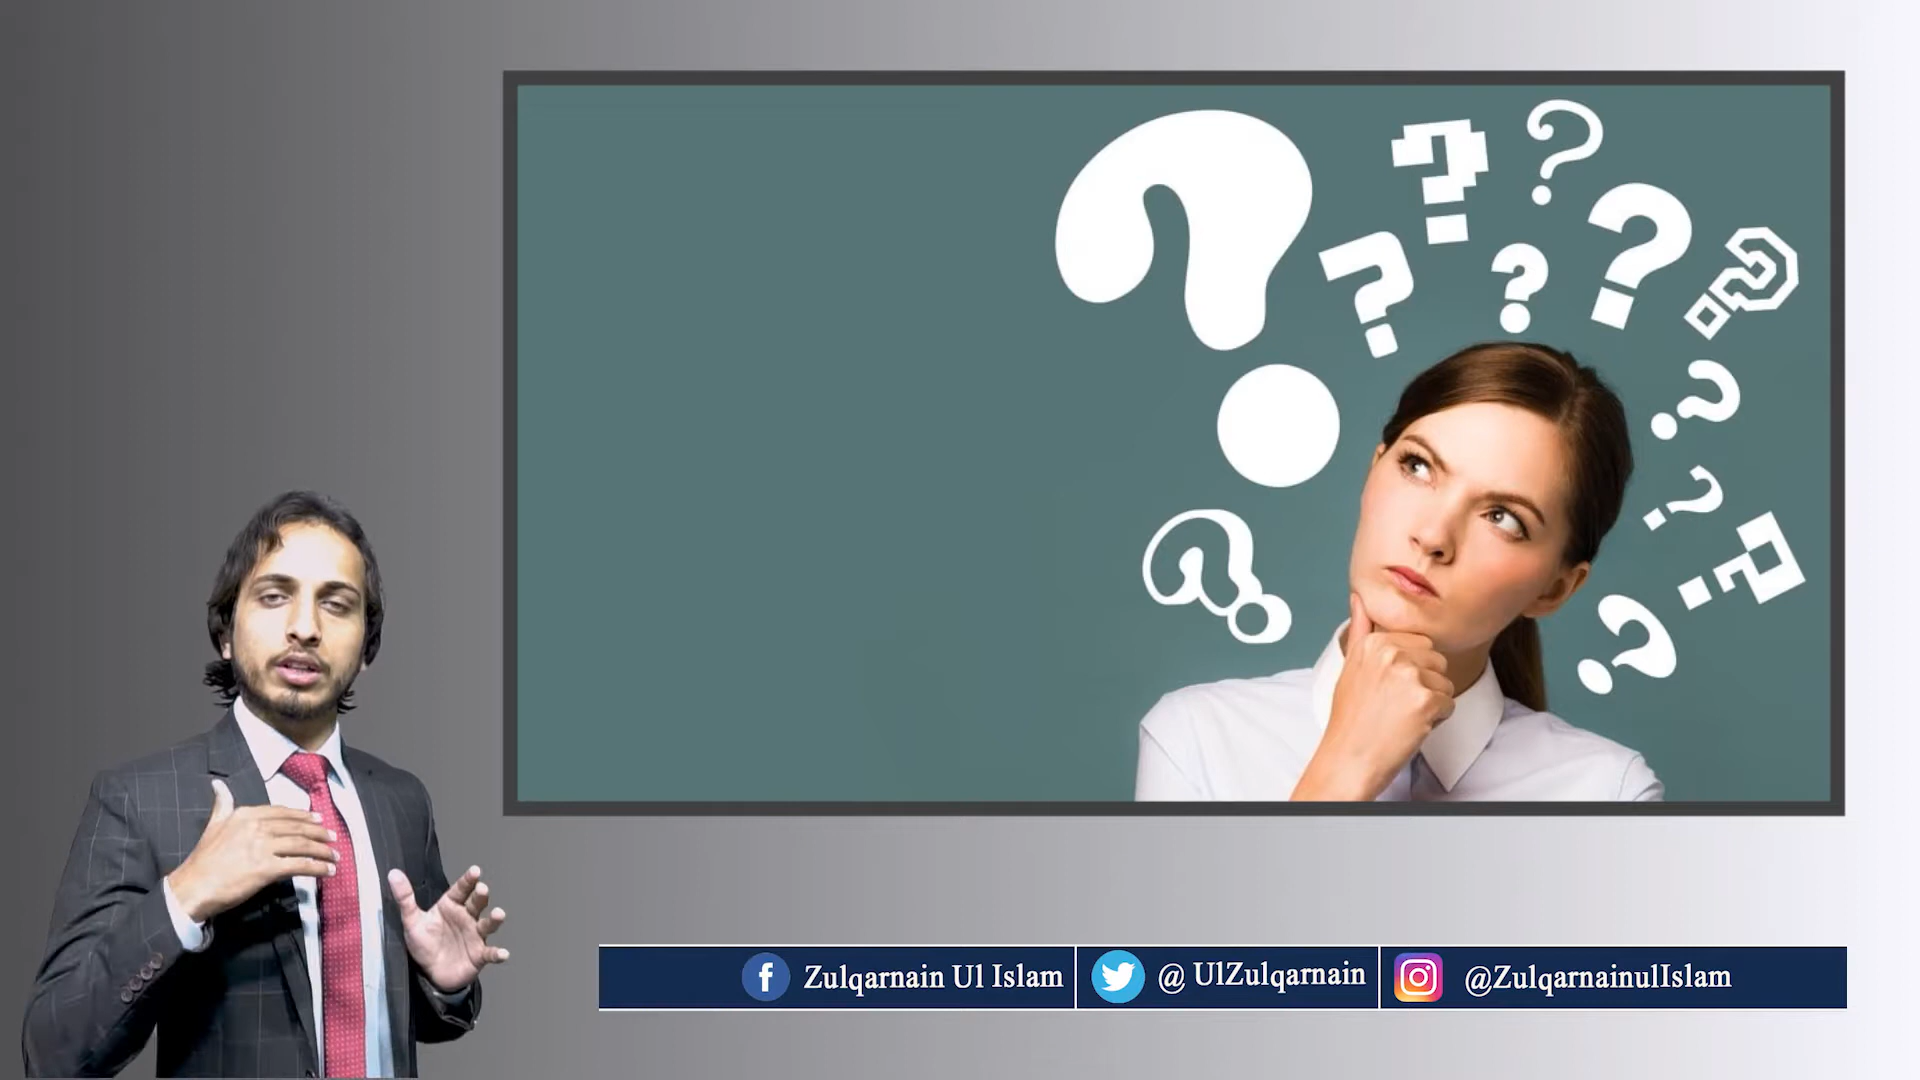 ? ? ? ? ? ? ? ? ? ? ? ?
Zulqarnain Ul Islam
@ UlZulqarnain
@ZulqarnainulIslam